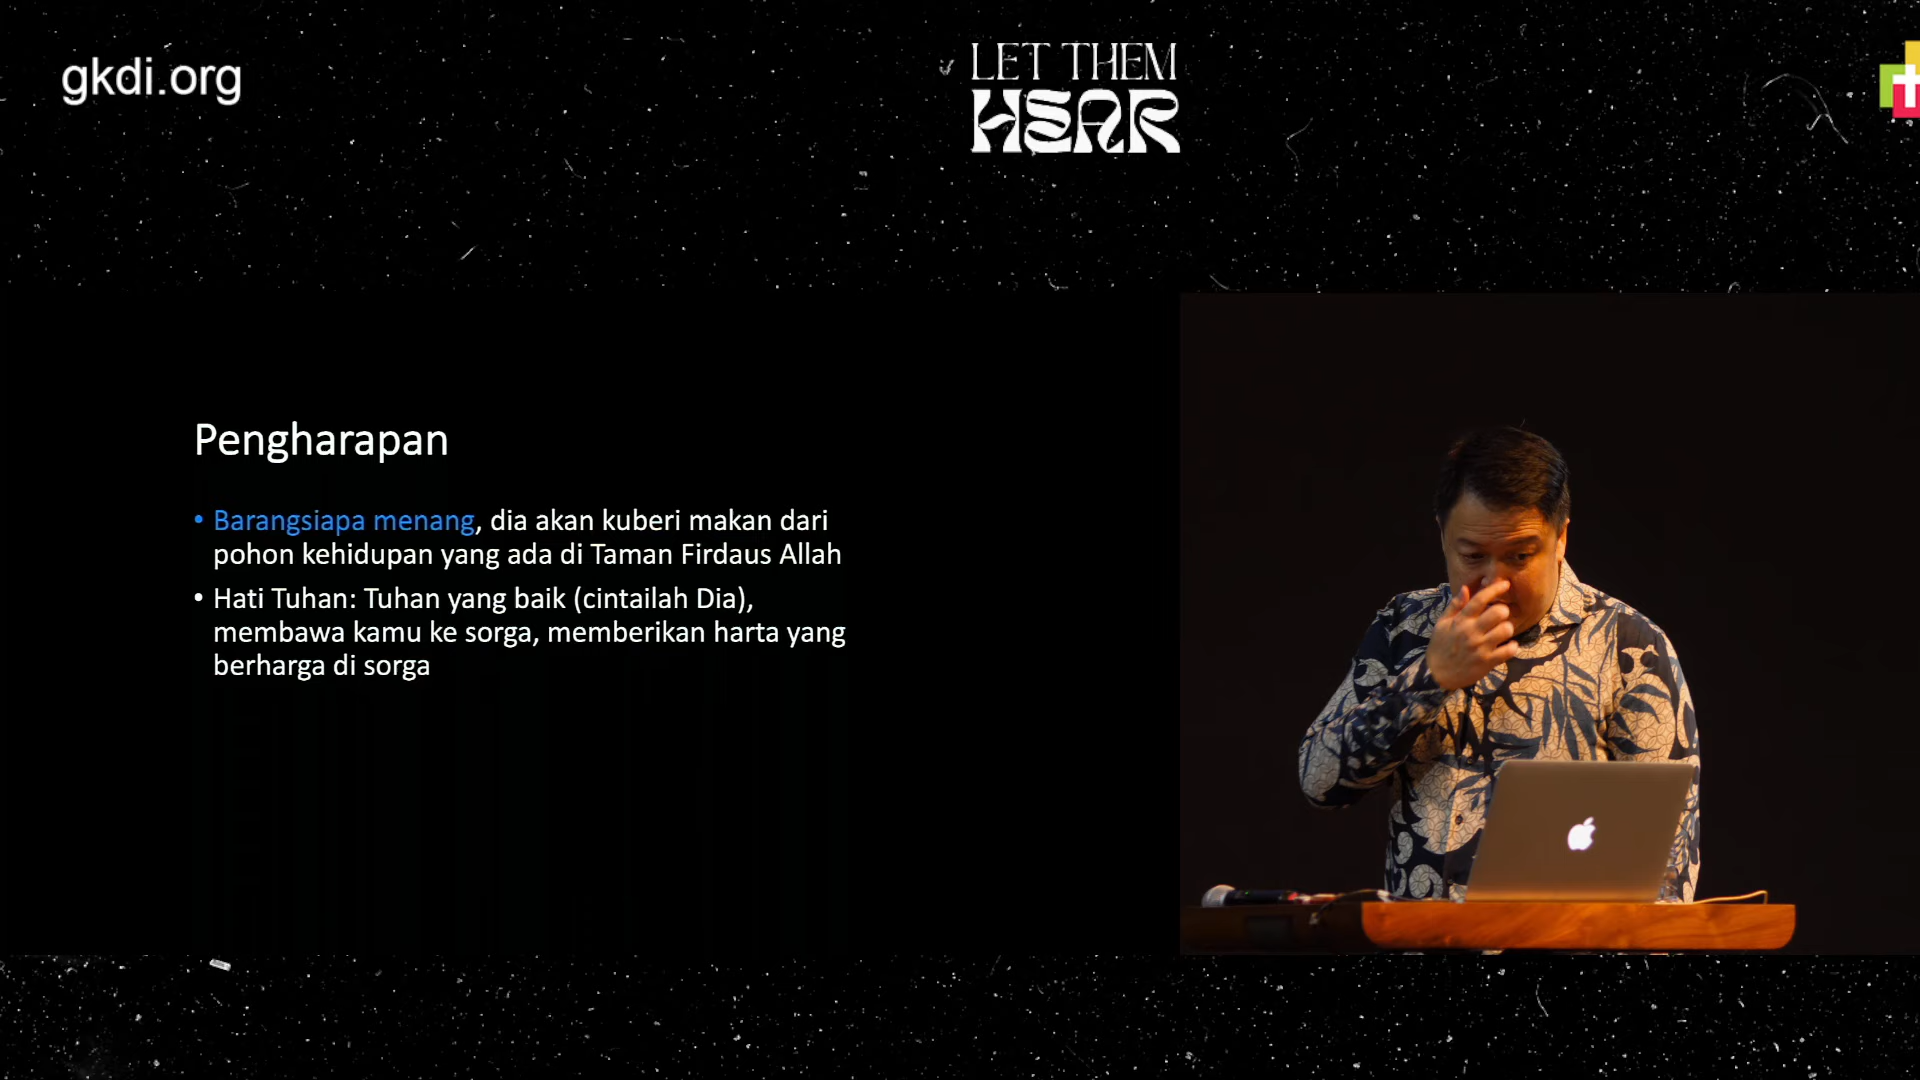 gkdi.org
LET THEM
HEAR
Pengharapan
• Barangsiapa menang, dia akan kuberi makan dari
pohon kehidupan yang ada di Taman Firdaus Allah
• Hati Tuhan: Tuhan yang baik (cintailah Dia),
membawa kamu ke sorga, memberikan harta yang
berharga di sorga